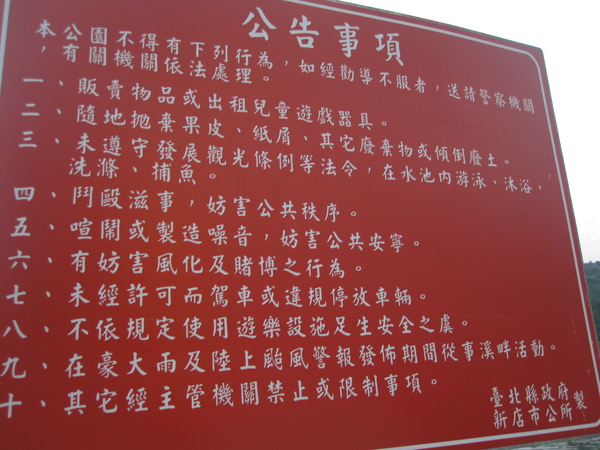 公告事項
本公園不得有下列行為，如經勸導不服者，送請警察機關
，有關機關依法處理。
一、販賣物品或出租兒童遊戲器具。
二、隨地拋棄果皮、紙屑、其它廢棄物或傾倒廢土。
三、未遵守發展觀光條例等法令，在水池內游泳、沐浴、
洗滌、捕魚。
四、鬥毆滋事，妨害公共秩序。
五、喧鬧或製造噪音，妨害公共安寧。
六、有妨害風化及賭博之行為。
七、未經許可而駕車或違規停放車輛。
八、不依規定使用遊樂設施足生安全之虞。
九、在豪大雨及陸上颱風警報發佈期間從事溪畔活動。
十、其它經主管機關禁止或限制事項。
臺北縣政府
新店市公所 製